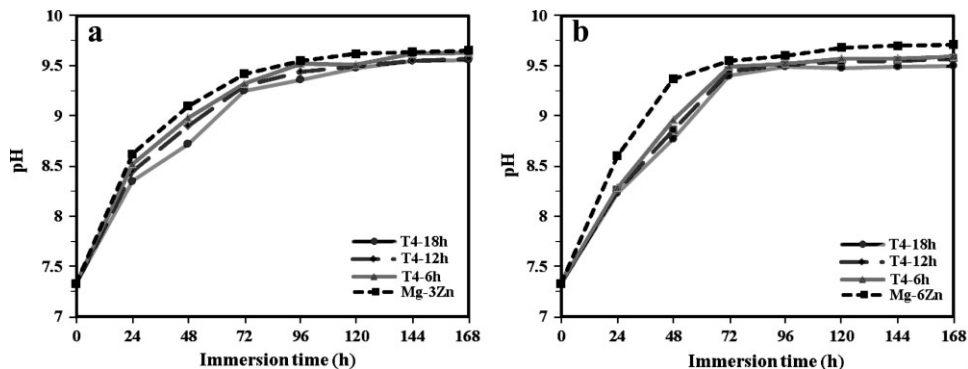 a
pH
10
9.5
9
8.5
8
7.5
7
0 24 48 72 96 120 144 168
Immersion time (h)
T4-18h
T4-12h
T4-6h
Mg-3Zn
b
pH
10
9.5
9
8.5
8
7.5
7
0 24 48 72 96 120 144 168
Immersion time (h)
T4-18h
T4-12h
T4-6h
Mg-6Zn